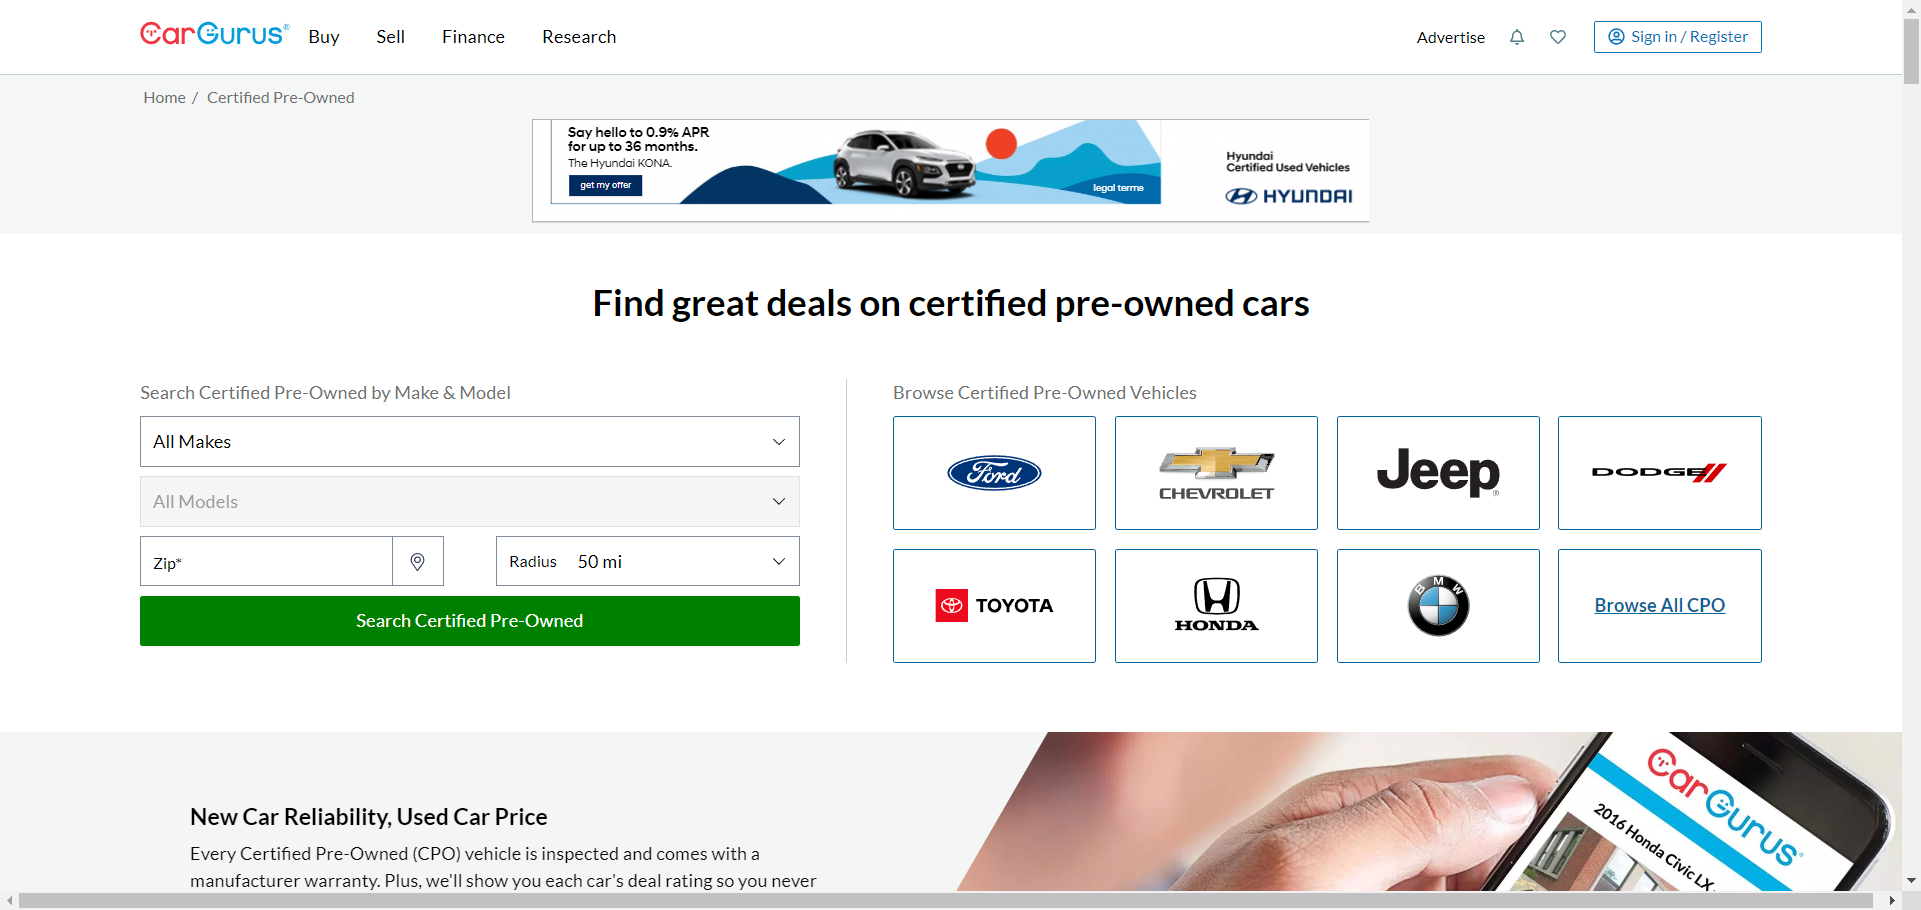 CarGurus®
Buy
Sell
Finance
Research
Advertise
Sign in / Register
Home / Certified Pre-Owned
Say hello to 0.9% APR
for up to 36 months.
The Hyundai KONA.
get my offer
legal terms
Hyundai
Certified Used Vehicles
HYUNDAI
Find great deals on certified pre-owned cars
Search Certified Pre-Owned by Make & Model
All Makes
All Models
Zip*
Radius 50 mi
Search Certified Pre-Owned
Browse Certified Pre-Owned Vehicles
Ford
CHEVROLET
Jeep®
DODGE
TOYOTA
HONDA
BMW
Browse All CPO
New Car Reliability, Used Car Price
Every Certified Pre-Owned (CPO) vehicle is inspected and comes with a
manufacturer warranty. Plus, we'll show you each car's deal rating so you never
CarGurus®
2016 Honda Civic LX